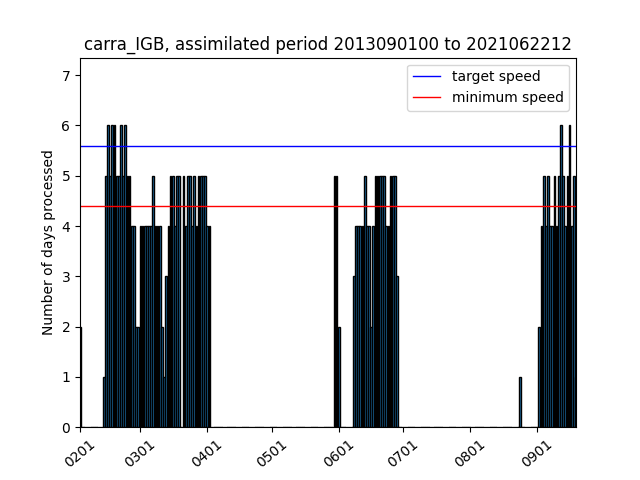 carra_IGB, assimilated period 2013090100 to 2021062212
target speed
minimum speed
Number of days processed
7
6
5
4
3
2
1
0
0201 0301 0401 0501 0601 0701 0801 0901